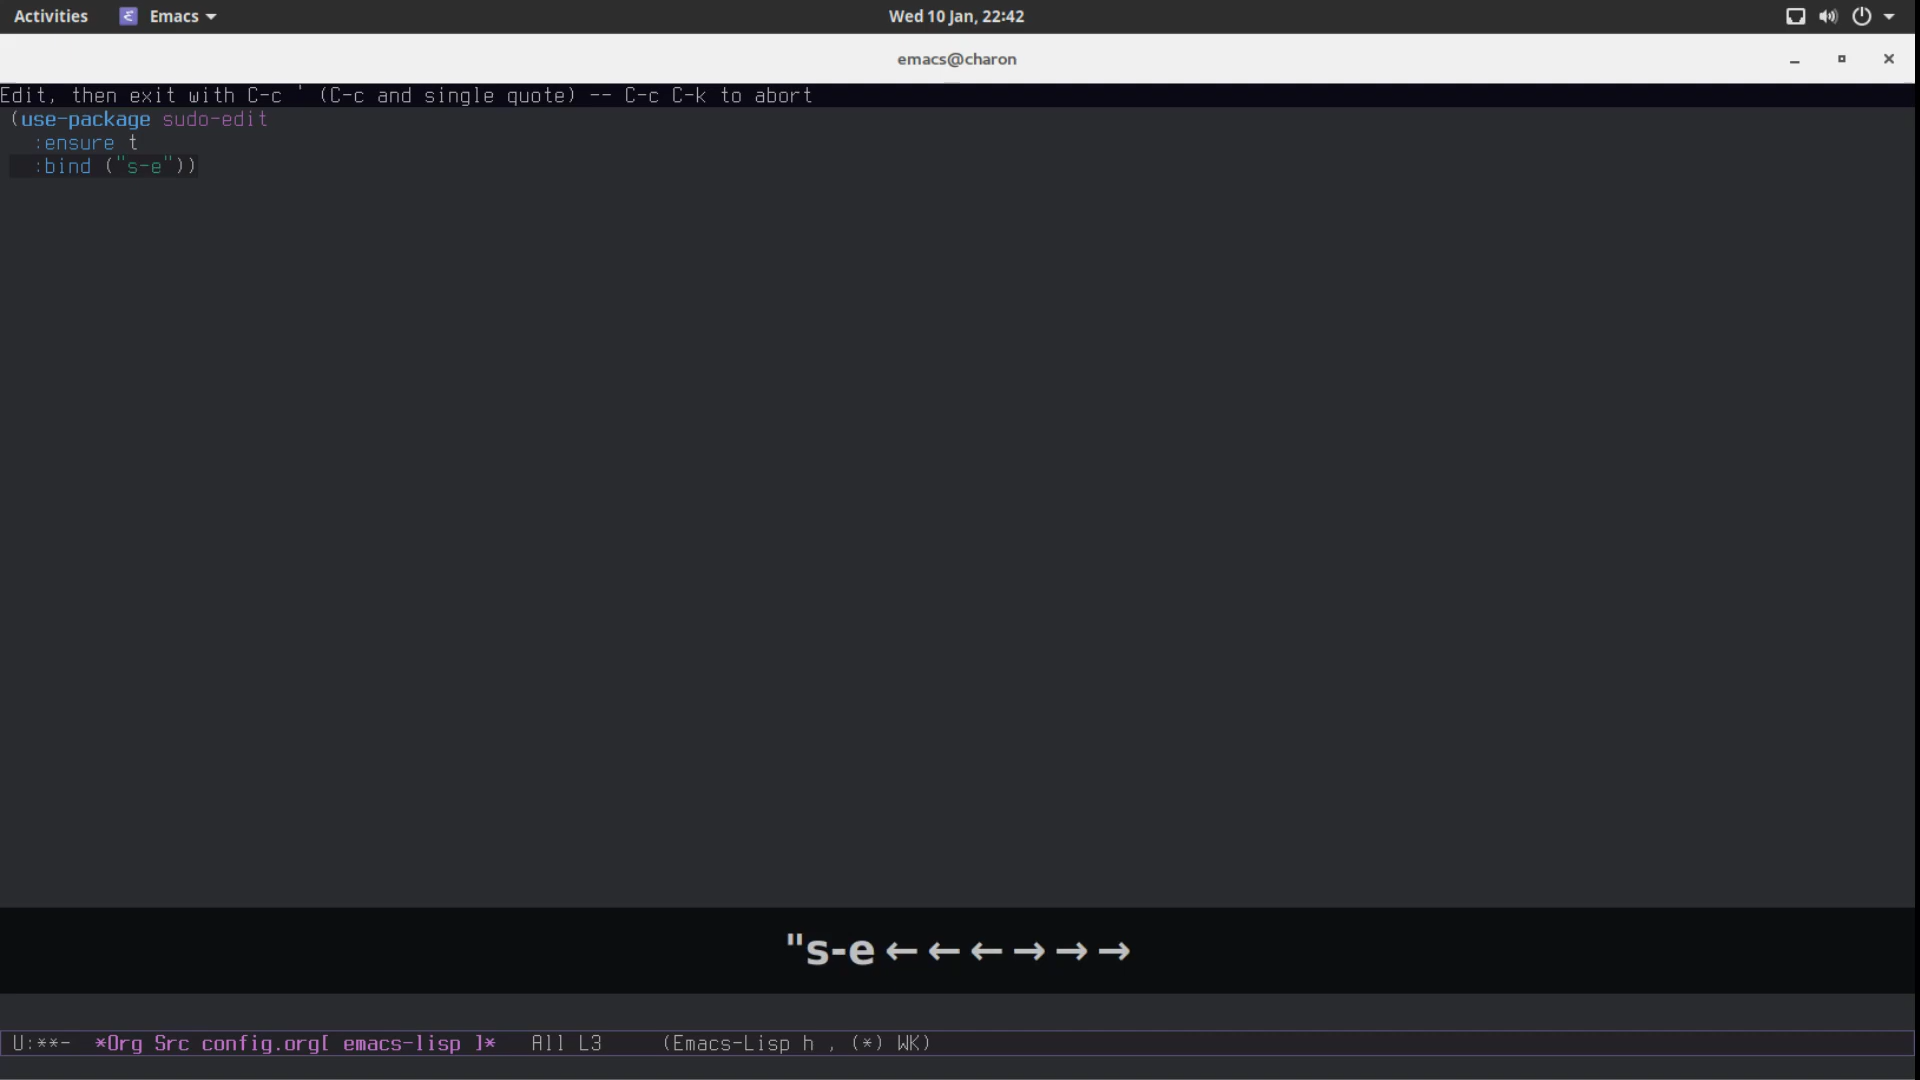 Activities Emacs Wed 10 Jan, 22:42
emacs@charon
Edit, then exit with C-c ' (C-c and single quote) -- C-c C-k to abort
(use-package sudo-edit
  :ensure t
  :bind ("s-e"))
"s-e←←←→→→
U:**-  *Org Src config.org[ emacs-lisp ]*   All L3     (Emacs-Lisp h , (*) WK)